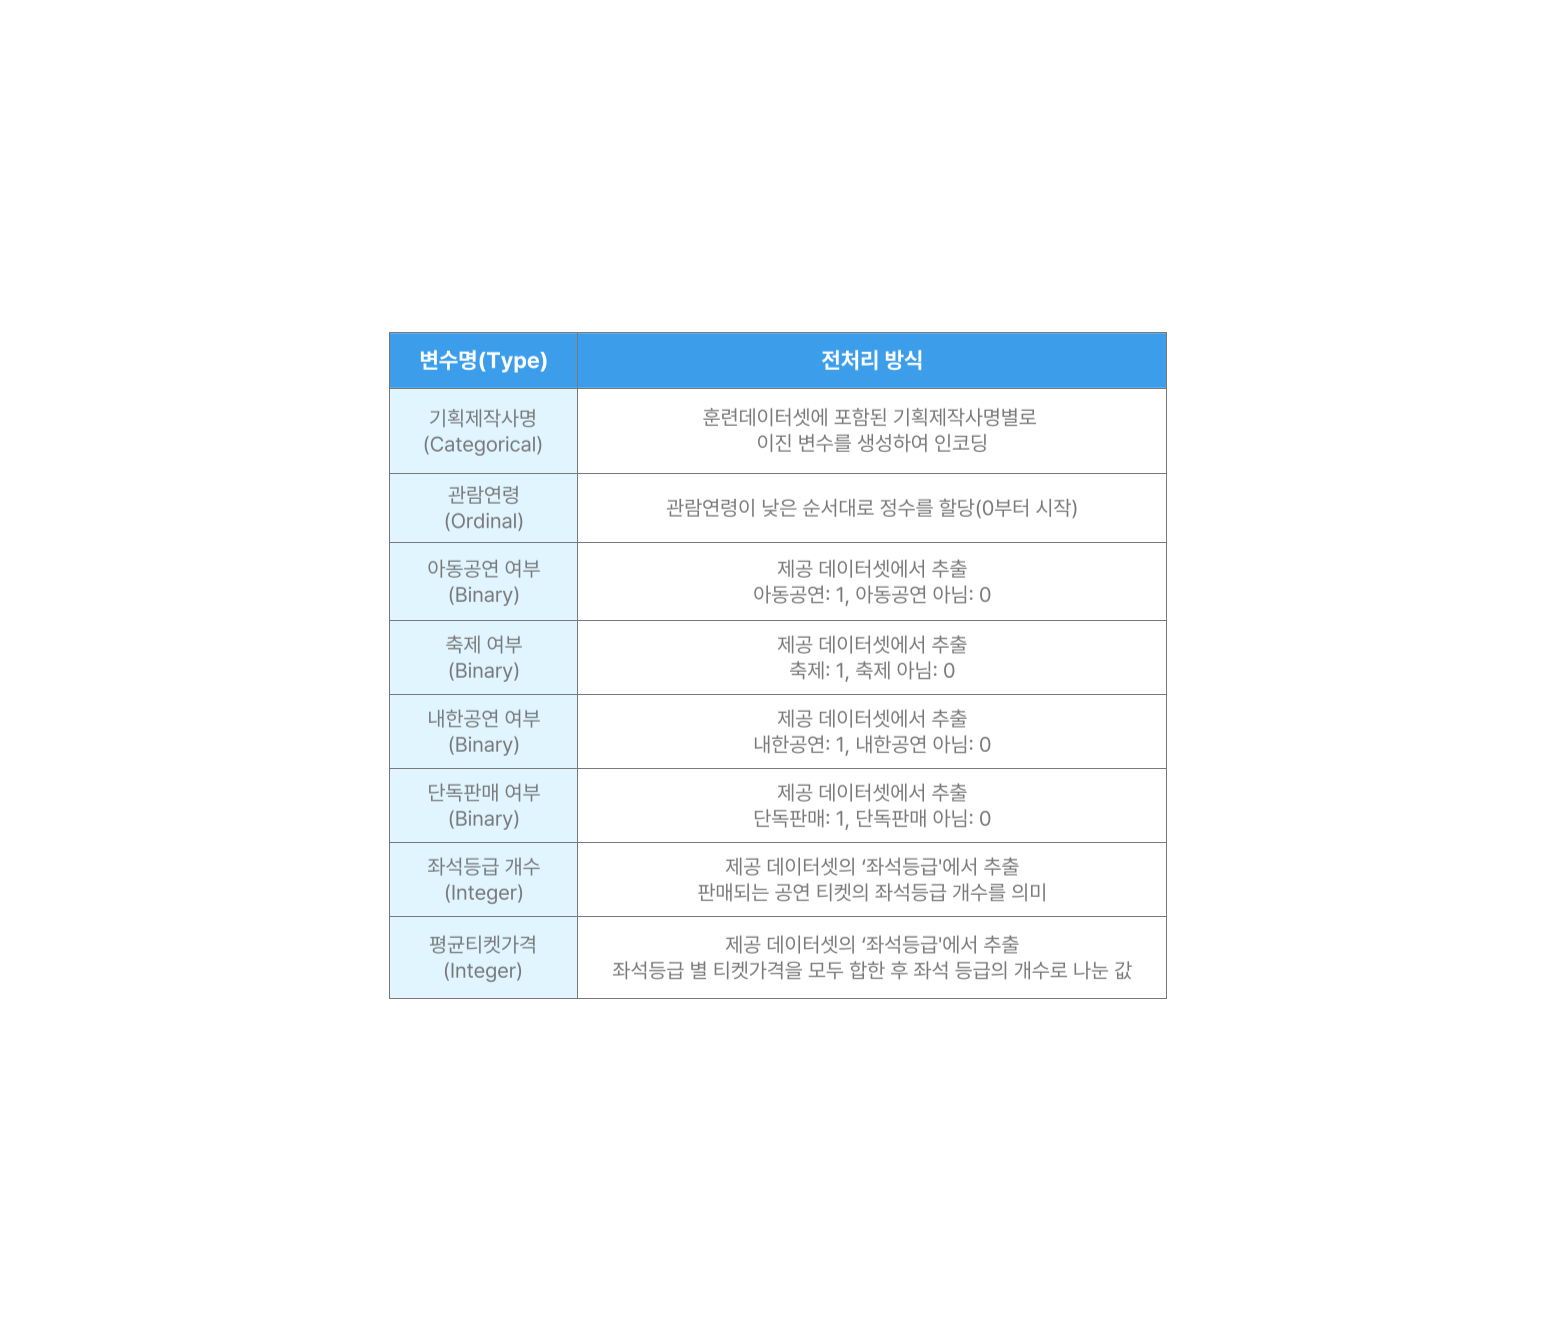 변수명(Type)
전처리 방식
기획제작사명
(Categorical)
훈련데이터셋에 포함된 기획제작사명별로
이진 변수를 생성하여 인코딩
관람연령
(Ordinal)
관람연령이 낮은 순서대로 정수를 할당(0부터 시작)
아동공연 여부
(Binary)
제공 데이터셋에서 추출
아동공연: 1, 아동공연 아님: 0
축제 여부
(Binary)
제공 데이터셋에서 추출
축제: 1, 축제 아님: 0
내한공연 여부
(Binary)
제공 데이터셋에서 추출
내한공연: 1, 내한공연 아님: 0
단독판매 여부
(Binary)
제공 데이터셋에서 추출
단독판매: 1, 단독판매 아님: 0
좌석등급 개수
(Integer)
제공 데이터셋의 ‘좌석등급'에서 추출
판매되는 공연 티켓의 좌석등급 개수를 의미
평균티켓가격
(Integer)
제공 데이터셋의 ‘좌석등급'에서 추출
좌석등급 별 티켓가격을 모두 합한 후 좌석 등급의 개수로 나눈 값